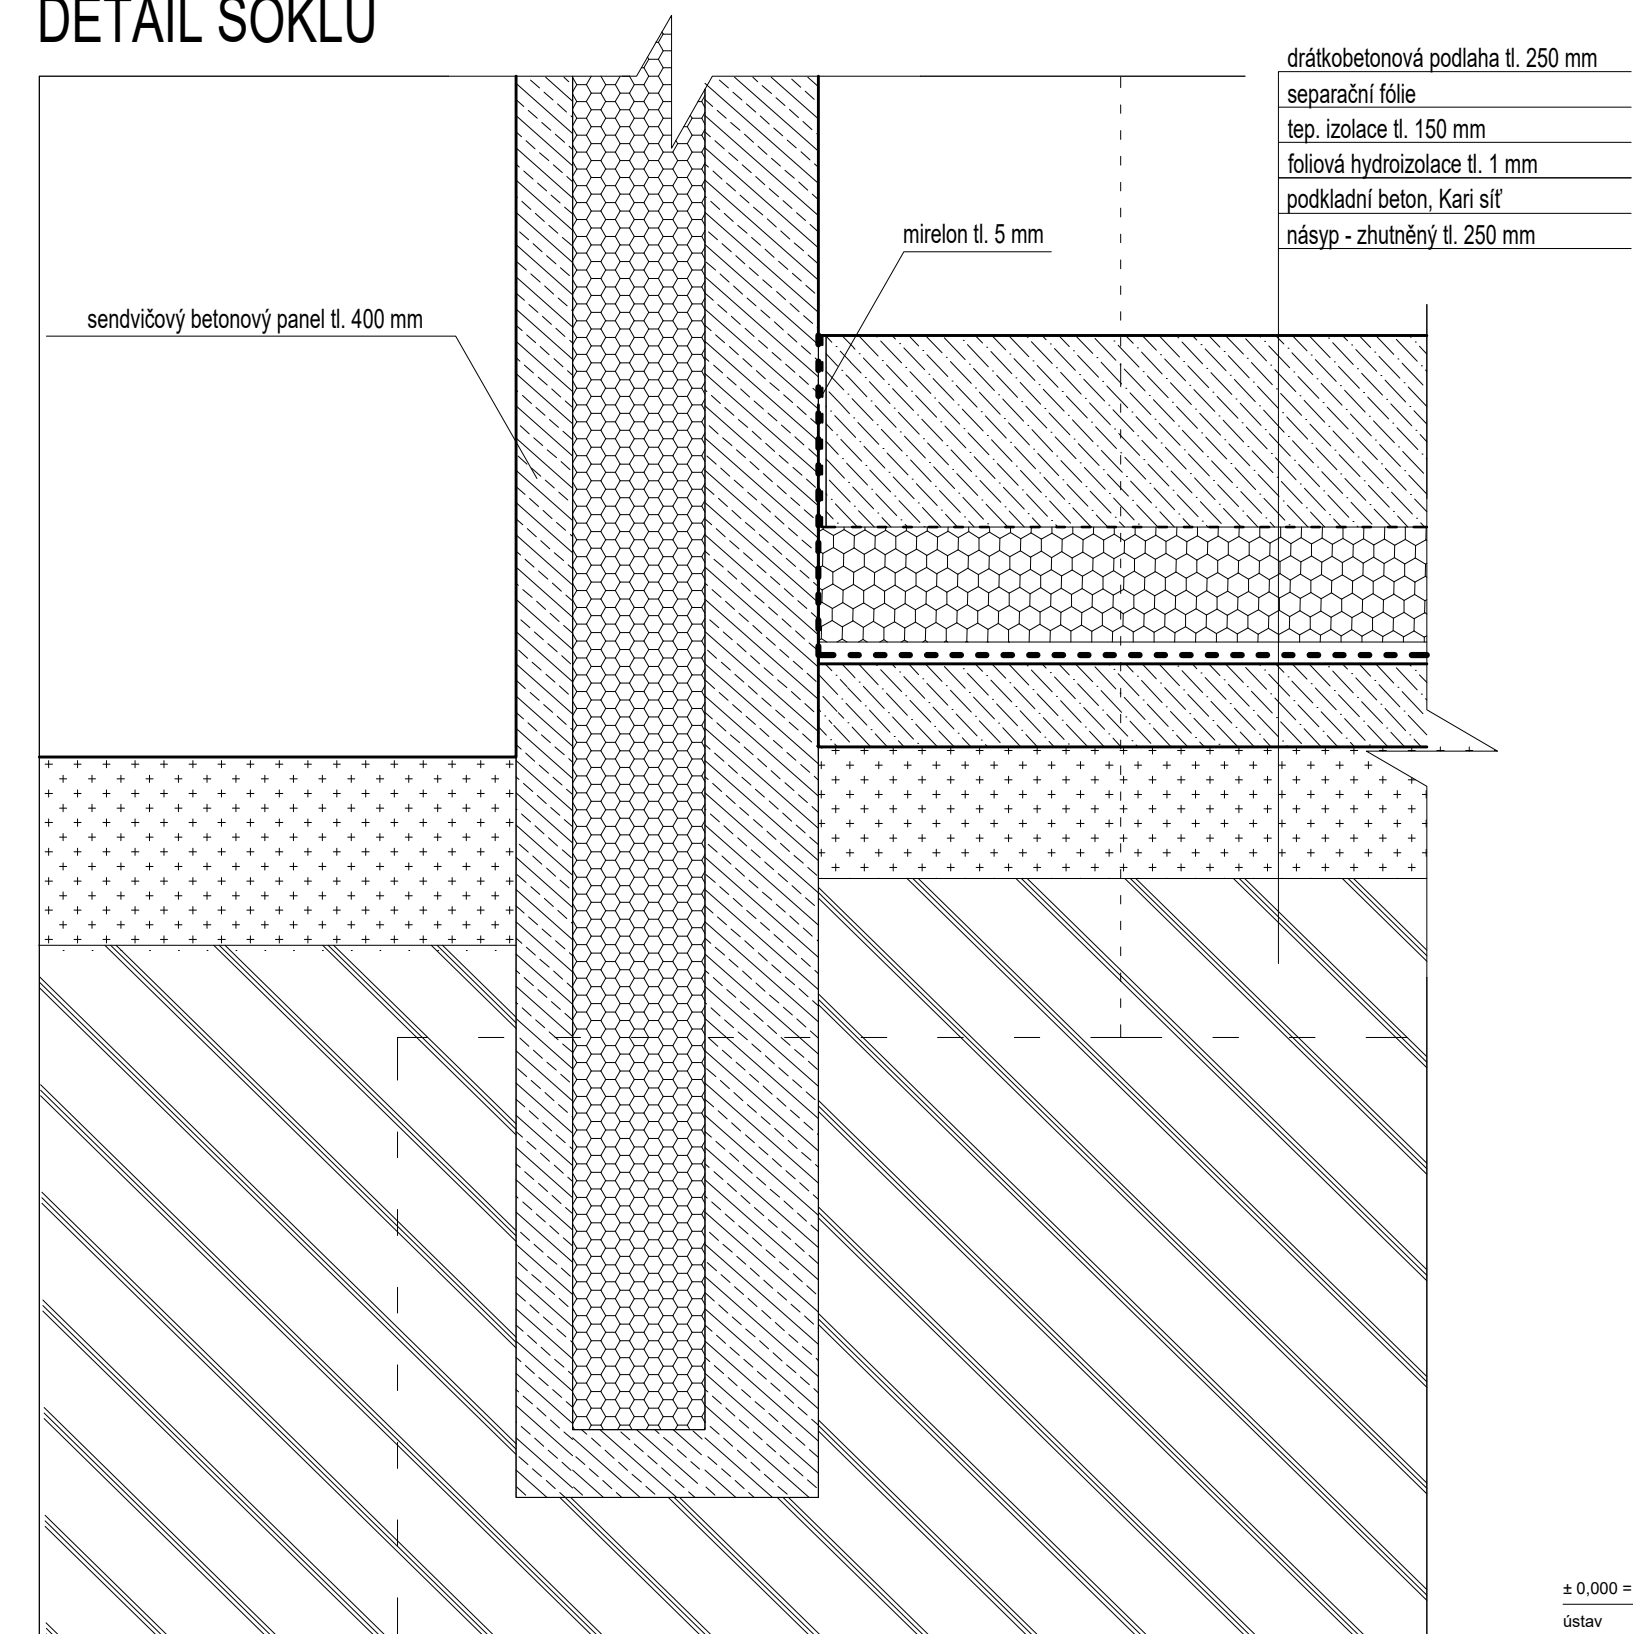 DETAIL SOKLU
drátkobetonová podlaha tl. 250 mm
separační fólie
tep. izolace tl. 150 mm
foliová hydroizolace tl. 1 mm
podkladní beton, Kari síť
násyp - zhutněný tl. 250 mm
mirelon tl. 5 mm
sendvičový betonový panel tl. 400 mm
± 0,000 =
ústav